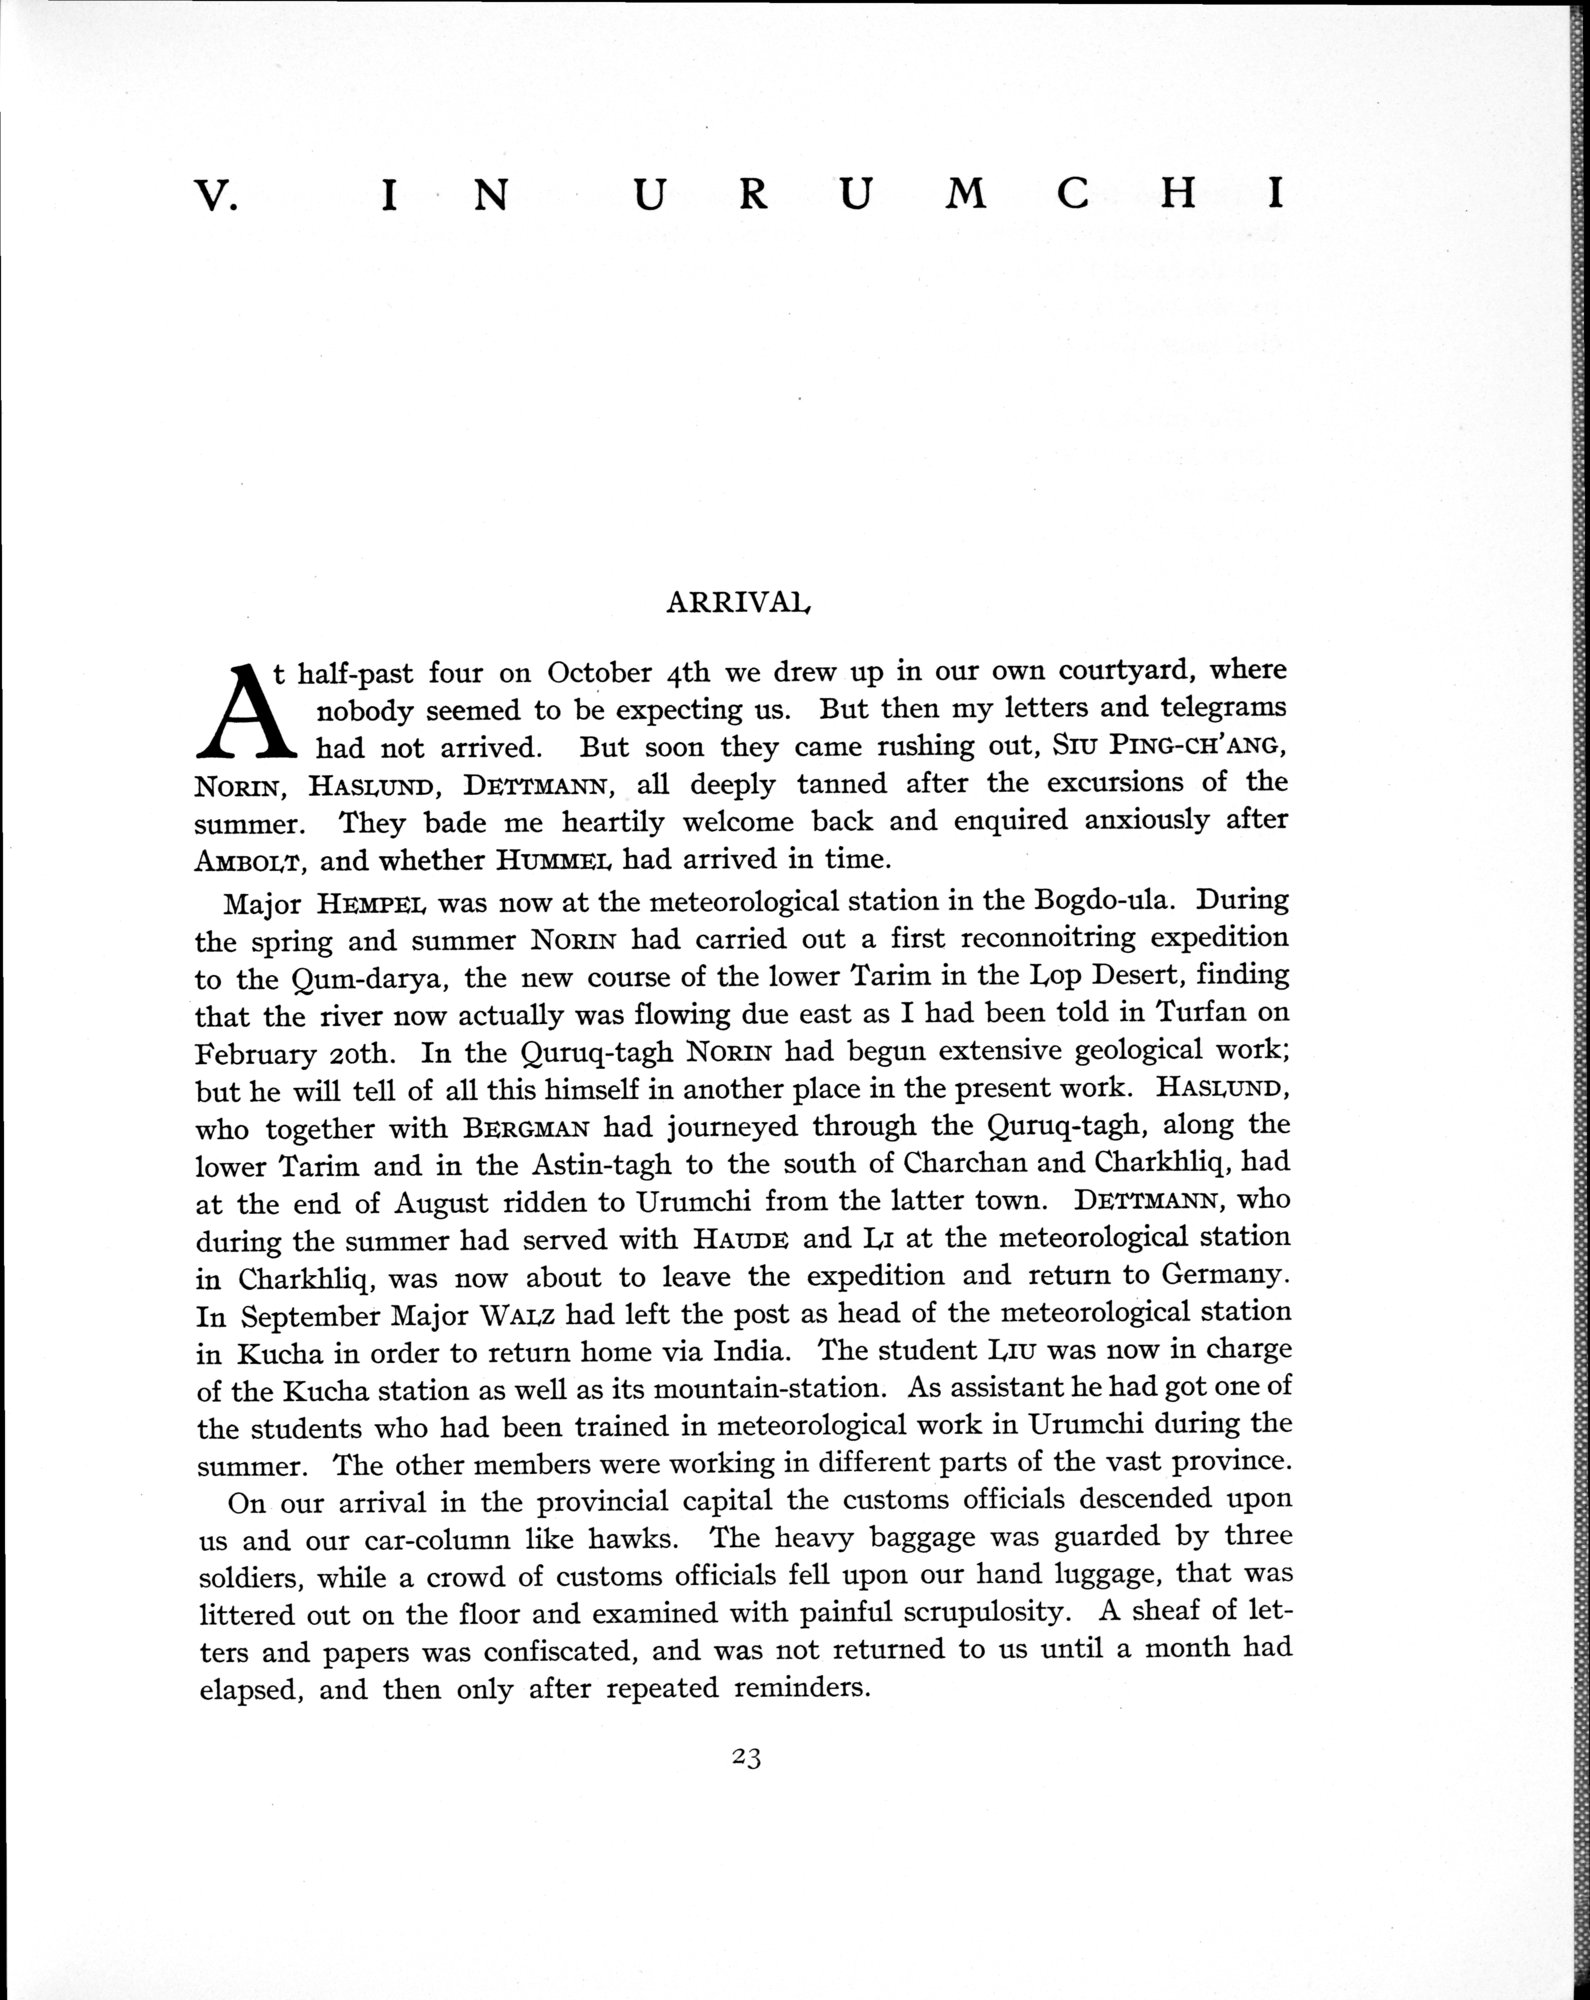 V. IN URUMCHI
ARRIVAL
At half-past four on October 4th we drew up in our own courtyard, where
nobody seemed to be expecting us. But then my letters and telegrams
had not arrived. But soon they came rushing out, SIU PING-CH'ANG,
NORIN, HASLUND, DETTMANN, all deeply tanned after the excursions of the
summer. They bade me heartily welcome back and enquired anxiously after
AMBOLT, and whether HUMMEL had arrived in time.
Major HEMPEL was now at the meteorological station in the Bogdo-ula. During
the spring and summer NORIN had carried out a first reconnoitring expedition
to the Qum-darya, the new course of the lower Tarim in the Lop Desert, finding
that the river now actually was flowing due east as I had been told in Turfan on
February 20th. In the Quruq-tagh NORIN had begun extensive geological work;
but he will tell of all this himself in another place in the present work. HASLUND,
who together with BERGMAN had journeyed through the Quruq-tagh, along the
lower Tarim and in the Astin-tagh to the south of Charchan and Charkhliq, had
at the end of August ridden to Urumchi from the latter town. DETTMANN, who
during the summer had served with HAUDE and LI at the meteorological station
in Charkhliq, was now about to leave the expedition and return to Germany.
In September Major WALZ had left the post as head of the meteorological station
in Kucha in order to return home via India. The student LIU was now in charge
of the Kucha station as well as its mountain-station. As assistant he had got one of
the students who had been trained in meteorological work in Urumchi during the
summer. The other members were working in different parts of the vast province.
On our arrival in the provincial capital the customs officials descended upon
us and our car-column like hawks. The heavy baggage was guarded by three
soldiers, while a crowd of customs officials fell upon our hand luggage, that was
littered out on the floor and examined with painful scrupulosity. A sheaf of let-
ters and papers was confiscated, and was not returned to us until a month had
elapsed, and then only after repeated reminders.
23